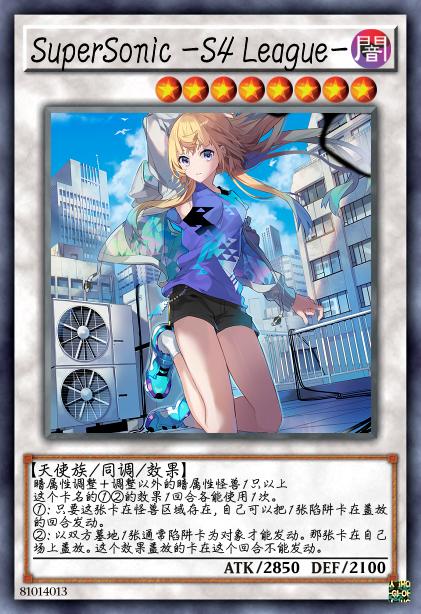 SuperSonic -S4 League-
闇
【天使族/同调/效果】
暗属性调整＋调整以外的暗属性怪兽1只以上
这个卡名的①②的效果1回合各能使用1次。
①：只要这张卡在怪兽区域存在，自己可以把1张陷阱卡在盖放
的回合发动。
②：以双方墓地1张通常陷阱卡为对象才能发动。那张卡在自己
场上盖放。这个效果盖放的卡在这个回合不能发动。
ATK/2850 DEF/2100
81014013